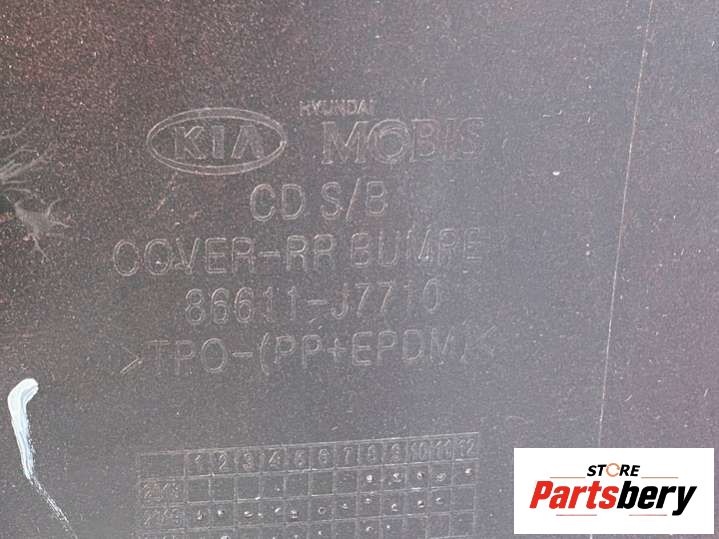 HYUNDAI
KIA MOBIS
CD S/B
COVER-RR BUMPE
86611-J7710
>TPO-(PP+EPDM)<
1 2 3 4 5 6 7 8 9 10 11 12
STORE
Partsbery